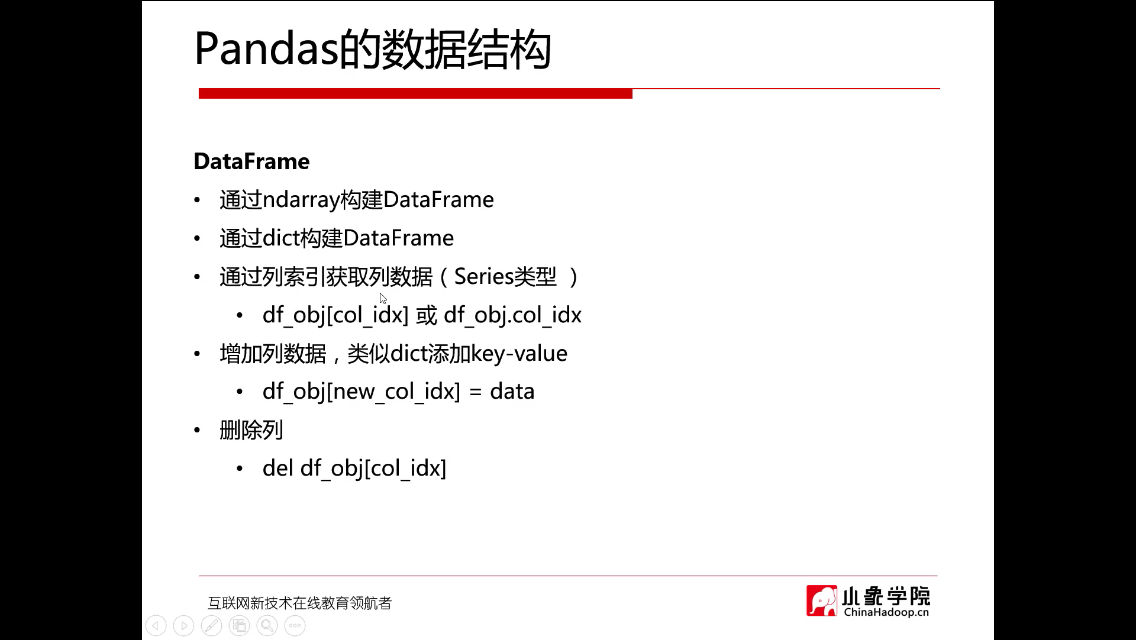 Pandas的数据结构
DataFrame
• 通过ndarray构建DataFrame
• 通过dict构建DataFrame
• 通过列索引获取列数据（Series类型 ）
• df_obj[col_idx] 或 df_obj.col_idx
• 增加列数据，类似dict添加key-value
• df_obj[new_col_idx] = data
• 删除列
• del df_obj[col_idx]
互联网新技术在线教育领航者
小象学院
ChinaHadoop.cn